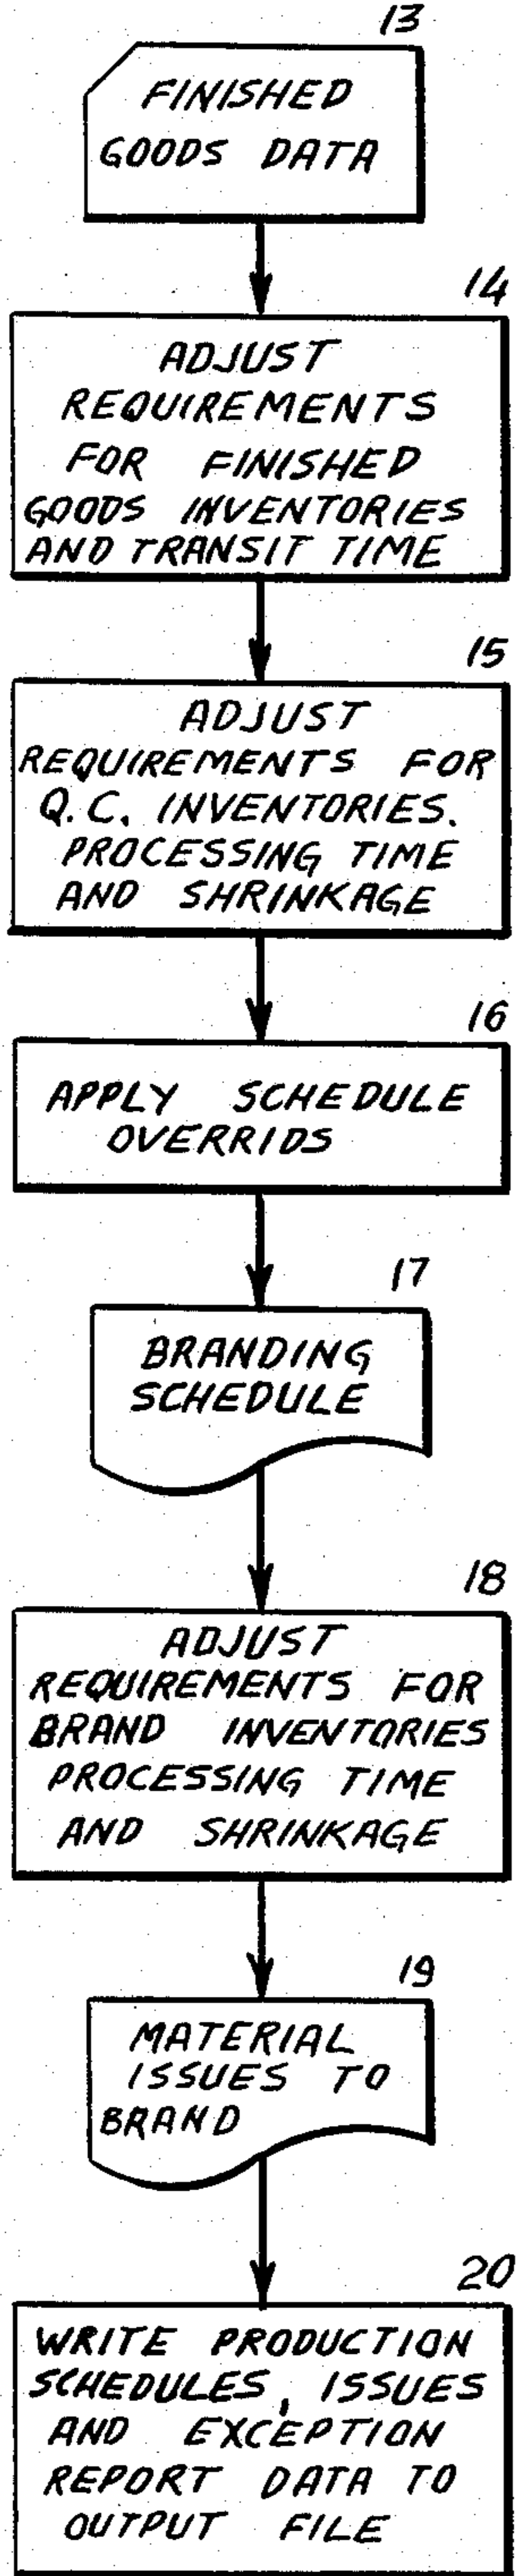 13
FINISHED
GOODS DATA
14
ADJUST
REQUIREMENTS
FOR FINISHED
GOODS INVENTORIES
AND TRANSIT TIME
15
ADJUST
REQUIREMENTS FOR
Q.C. INVENTORIES.
PROCESSING TIME
AND SHRINKAGE
16
APPLY SCHEDULE
OVERRIDS
17
BRANDING
SCHEDULE
18
ADJUST
REQUIREMENTS FOR
BRAND INVENTORIES
PROCESSING TIME
AND SHRINKAGE
19
MATERIAL
ISSUES TO
BRAND
20
WRITE PRODUCTION
SCHEDULES, ISSUES
AND EXCEPTION
REPORT DATA TO
OUTPUT FILE